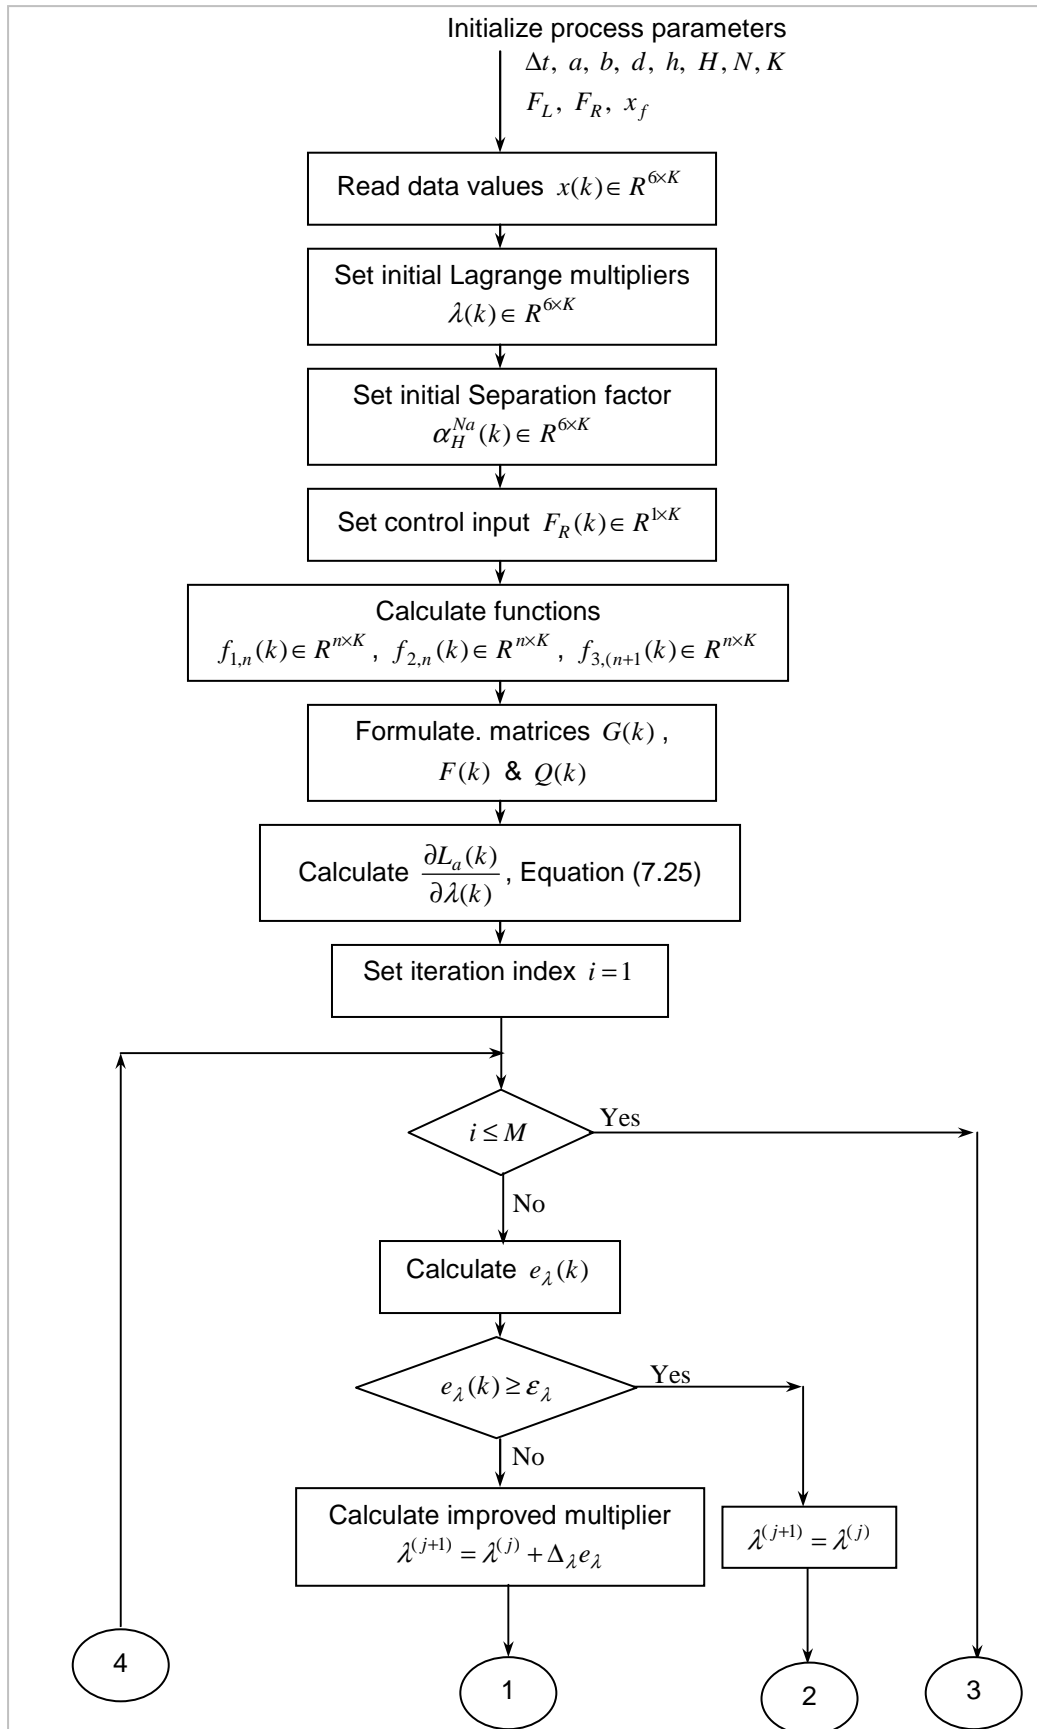 Initialize process parameters
Δt, a, b, d, h, H, N, K
F_L, F_R, x_f
Read data values x(k) ∈ R^{6×K}
Set initial Lagrange multipliers
λ(k) ∈ R^{6×K}
Set initial Separation factor
α_H^{Na}(k) ∈ R^{6×K}
Set control input F_R(k) ∈ R^{1×K}
Calculate functions
f_{1,n}(k) ∈ R^{n×K} , f_{2,n}(k) ∈ R^{n×K} , f_{3,(n+1}(k) ∈ R^{n×K}
Formulate. matrices G(k) ,
F(k) & Q(k)
Calculate ∂L_a(k)/∂λ(k) , Equation (7.25)
Set iteration index i = 1
i ≤ M
Yes
No
Calculate e_λ(k)
e_λ(k) ≥ ε_λ
Yes
No
Calculate improved multiplier
λ^{(j+1)} = λ^{(j)} + Δ_λ e_λ
λ^{(j+1)} = λ^{(j)}
4
1
2
3